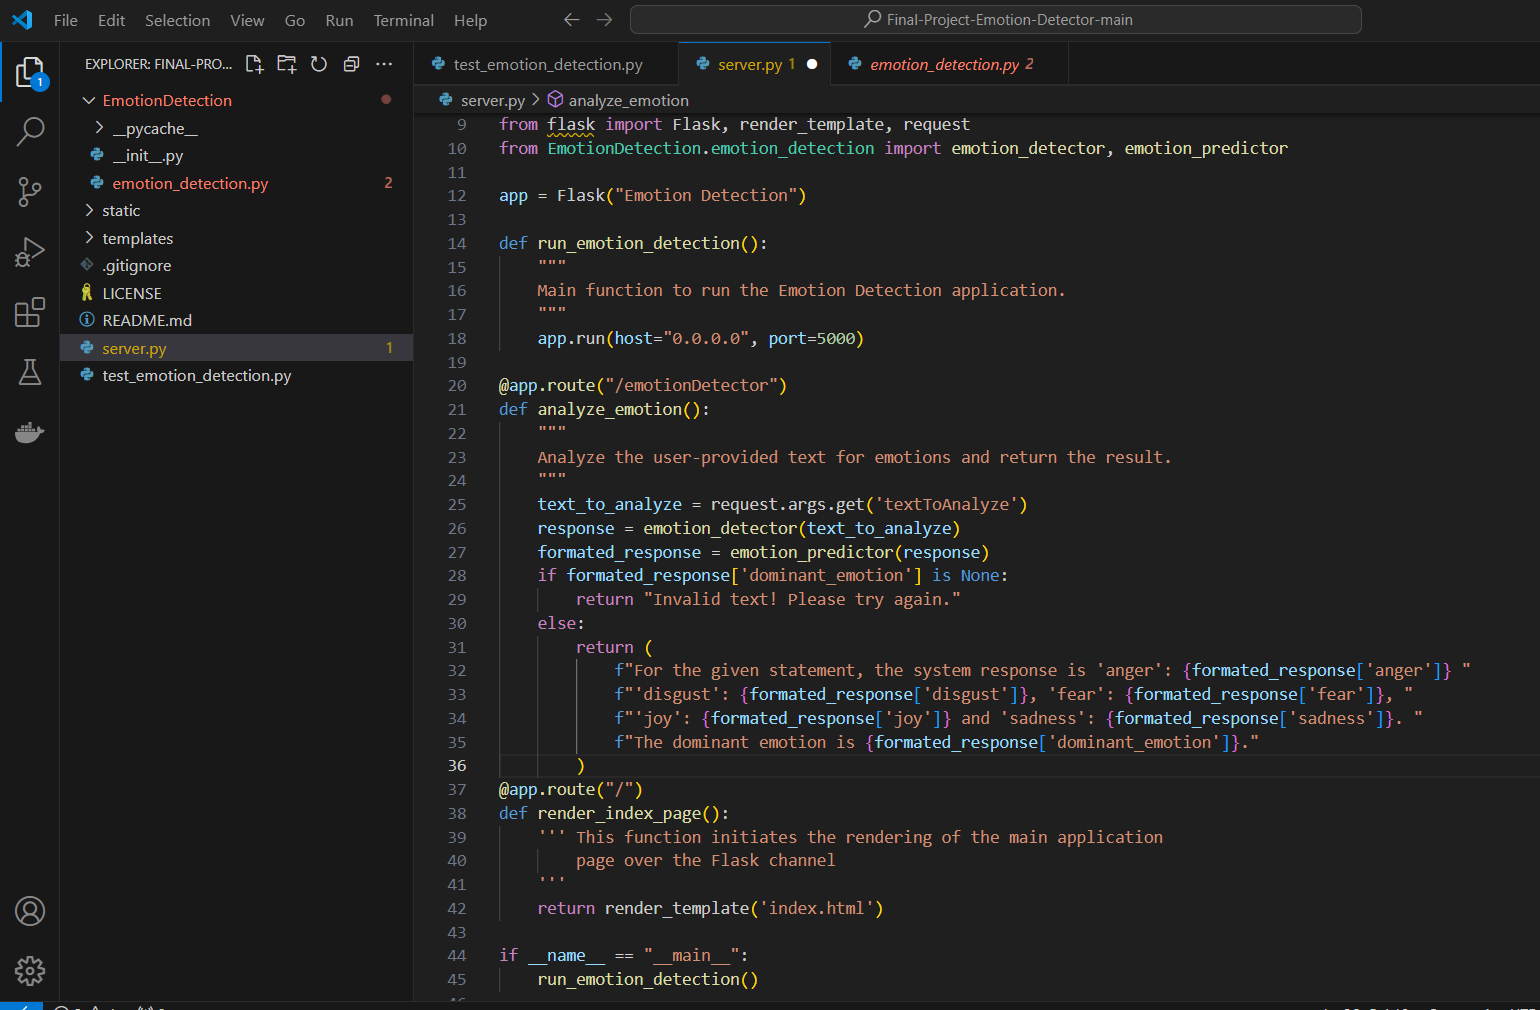 File Edit Selection View Go Run Terminal Help
Final-Project-Emotion-Detector-main
EXPLORER: FINAL-PRO...
1
EmotionDetection
__pycache__
__init__.py
emotion_detection.py 2
static
templates
.gitignore
LICENSE
README.md
server.py 1
test_emotion_detection.py
test_emotion_detection.py server.py 1 emotion_detection.py 2
server.py > analyze_emotion
9 from flask import Flask, render_template, request
10 from EmotionDetection.emotion_detection import emotion_detector, emotion_predictor
11
12 app = Flask("Emotion Detection")
13
14 def run_emotion_detection():
15 """
16 Main function to run the Emotion Detection application.
17 """
18 app.run(host="0.0.0.0", port=5000)
19
20 @app.route("/emotionDetector")
21 def analyze_emotion():
22 """
23 Analyze the user-provided text for emotions and return the result.
24 """
25 text_to_analyze = request.args.get('textToAnalyze')
26 response = emotion_detector(text_to_analyze)
27 formated_response = emotion_predictor(response)
28 if formated_response['dominant_emotion'] is None:
29 return "Invalid text! Please try again."
30 else:
31 return (
32 f"For the given statement, the system response is 'anger': {formated_response['anger']} "
33 f"'disgust': {formated_response['disgust']}, 'fear': {formated_response['fear']}, "
34 f"'joy': {formated_response['joy']} and 'sadness': {formated_response['sadness']}. "
35 f"The dominant emotion is {formated_response['dominant_emotion']}."
36 )
37 @app.route("/")
38 def render_index_page():
39 ''' This function initiates the rendering of the main application
40 page over the Flask channel
41 '''
42 return render_template('index.html')
43
44 if __name__ == "__main__":
45 run_emotion_detection()